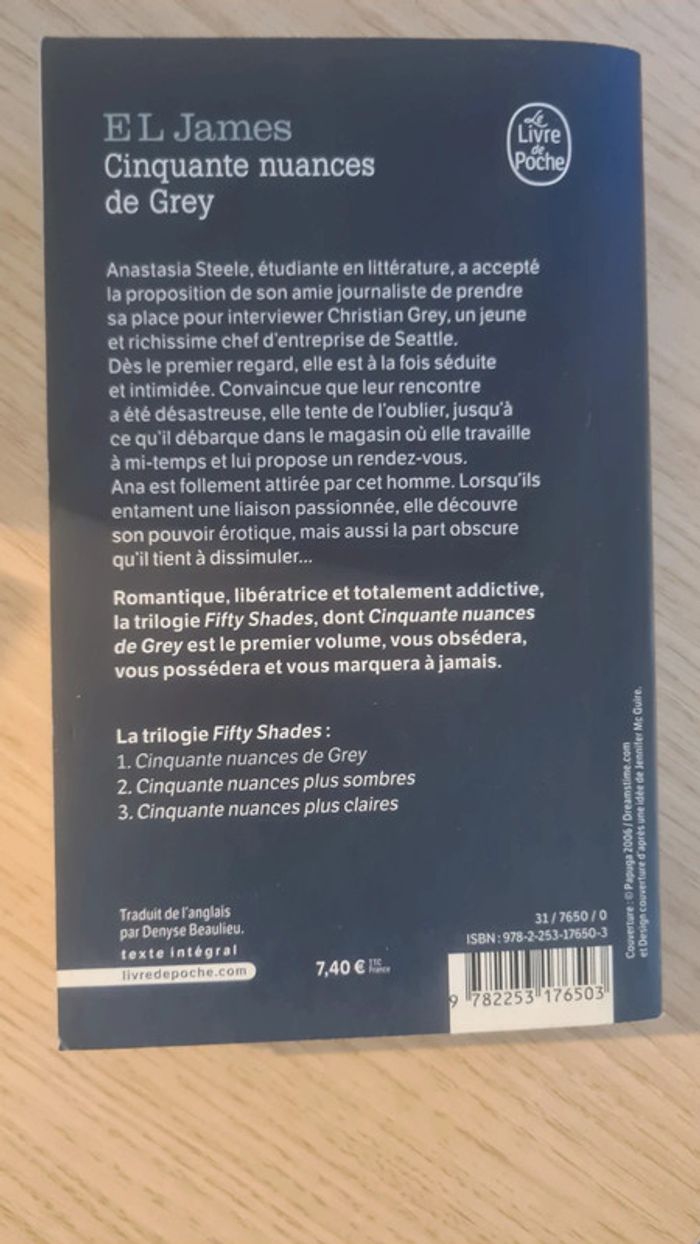 E L James
Cinquante nuances
de Grey
Le
Livre
de
Poche
Anastasia Steele, étudiante en littérature, a accepté
la proposition de son amie journaliste de prendre
sa place pour interviewer Christian Grey, un jeune
et richissime chef d'entreprise de Seattle.
Dès le premier regard, elle est à la fois séduite
et intimidée. Convaincue que leur rencontre
a été désastreuse, elle tente de l'oublier, jusqu'à
ce qu'il débarque dans le magasin où elle travaille
à mi-temps et lui propose un rendez-vous.
Ana est follement attirée par cet homme. Lorsqu'ils
entament une liaison passionnée, elle découvre
son pouvoir érotique, mais aussi la part obscure
qu'il tient à dissimuler...
Romantique, libératrice et totalement addictive,
la trilogie Fifty Shades, dont Cinquante nuances
de Grey est le premier volume, vous obsédera,
vous possédera et vous marquera à jamais.
La trilogie Fifty Shades :
1. Cinquante nuances de Grey
2. Cinquante nuances plus sombres
3. Cinquante nuances plus claires
Traduit de l'anglais
par Denyse Beaulieu.
texte intégral
livredepoche.com
7,40 € TTC
France
31 / 7650 / 0
ISBN : 978-2-253-17650-3
9 782253 176503
Couverture : © Papuga 2006 / Dreamstime.com
et Design couverture d'après une idée de Jennifer Mc Guire.